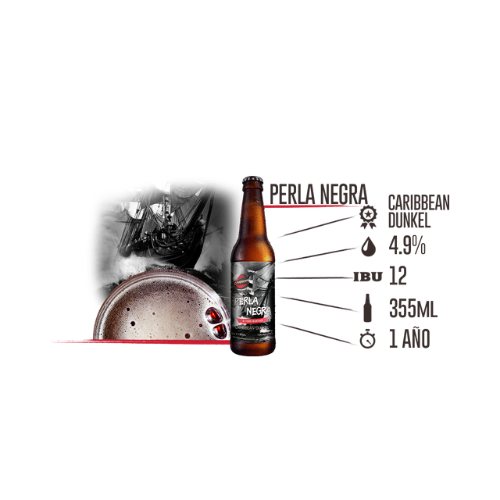 PERLA NEGRA
CARIBBEAN
DUNKEL
4.9%
IBU 12
355ML
1 AÑO
PERLA
NEGRA